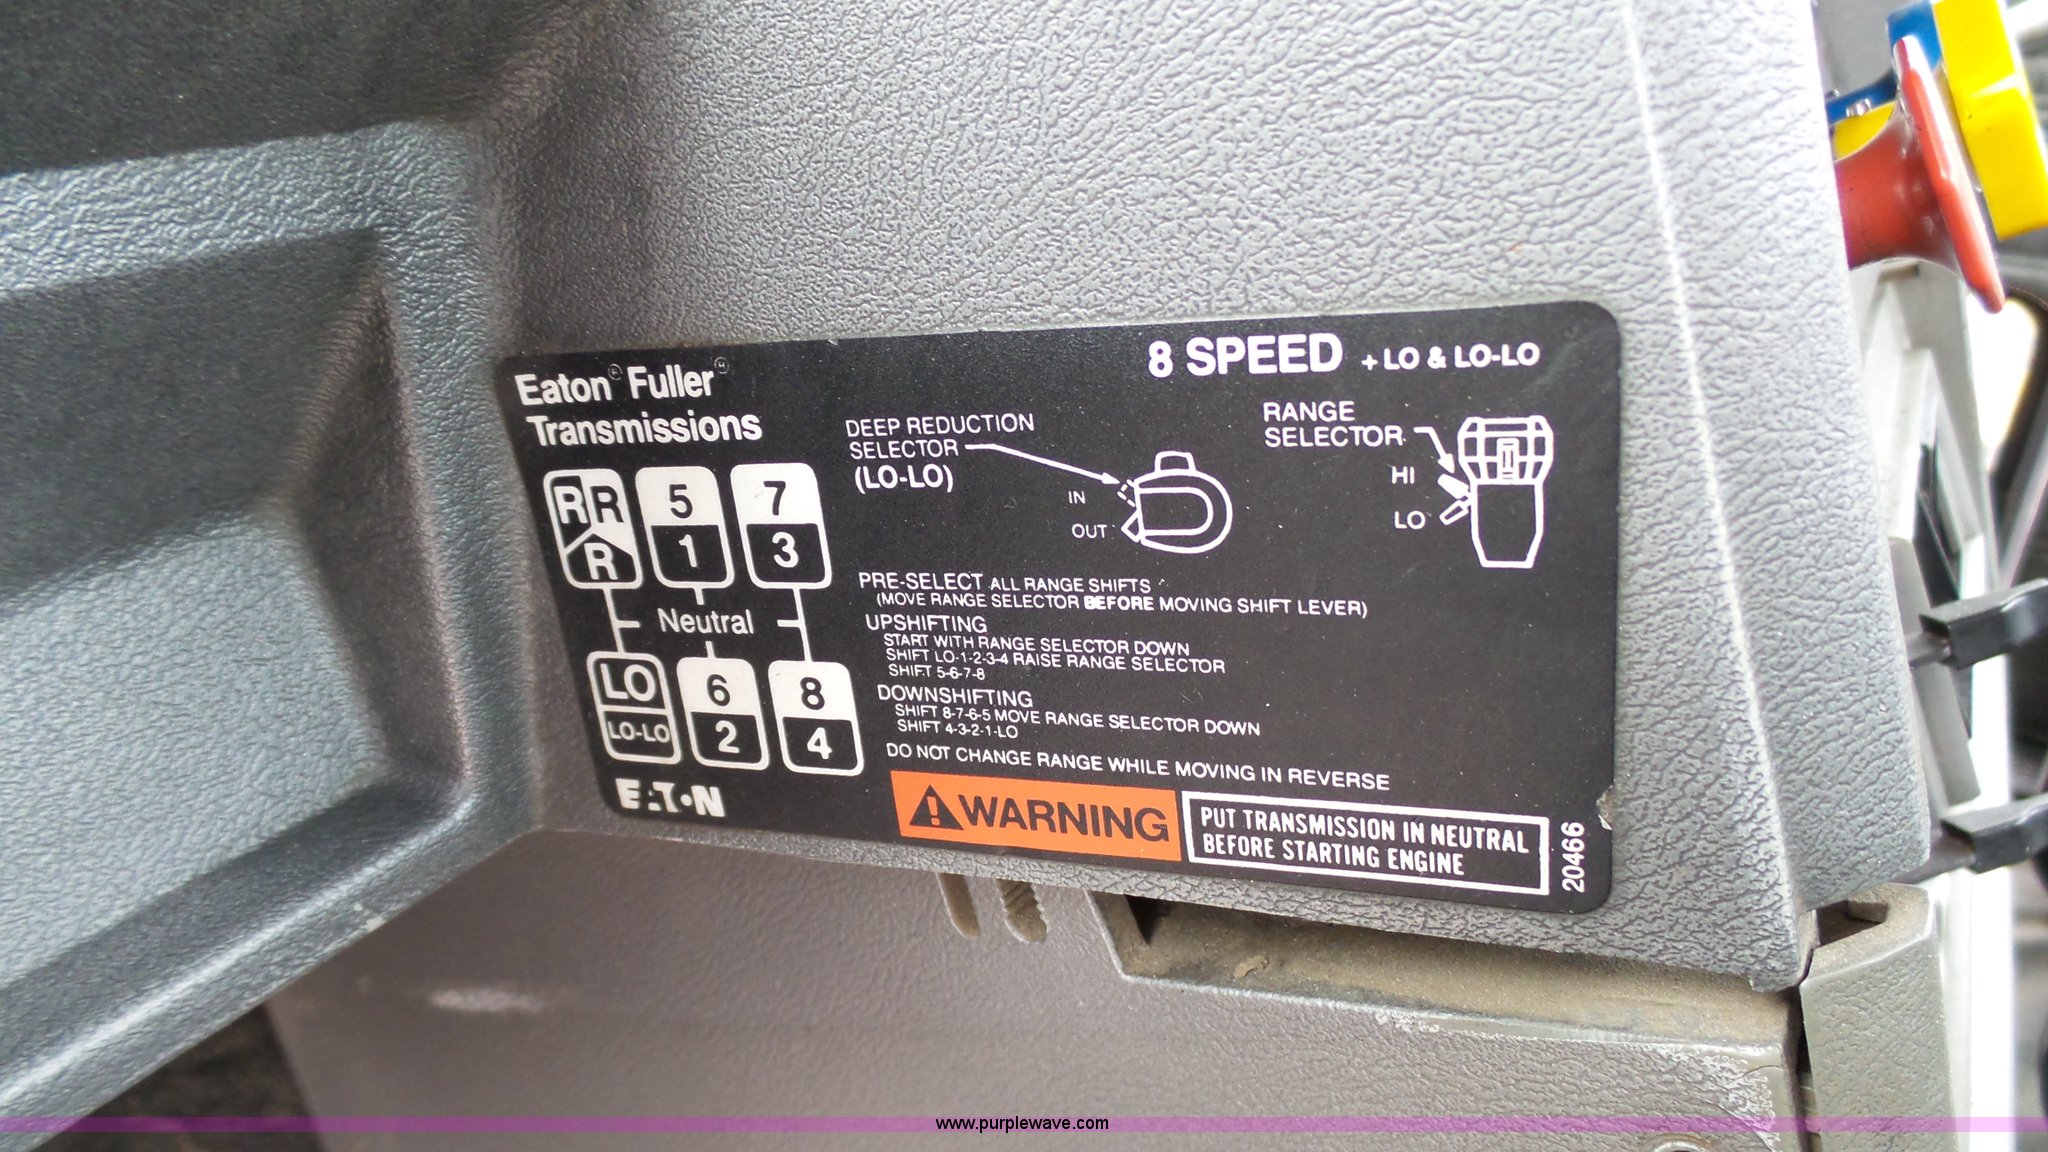 Eaton® Fuller®
Transmissions
8 SPEED + LO & LO-LO
DEEP REDUCTION
SELECTOR
(LO-LO)
IN
OUT
RANGE
SELECTOR
HI
LO
R R 5 7
R 1 3
Neutral
LO 6 8
LO-LO 2 4
EATON
PRE-SELECT ALL RANGE SHIFTS
(MOVE RANGE SELECTOR BEFORE MOVING SHIFT LEVER)
UPSHIFTING
START WITH RANGE SELECTOR DOWN
SHIFT LO-1-2-3-4 RAISE RANGE SELECTOR
SHIFT 5-6-7-8
DOWNSHIFTING
SHIFT 8-7-6-5 MOVE RANGE SELECTOR DOWN
SHIFT 4-3-2-1-LO
DO NOT CHANGE RANGE WHILE MOVING IN REVERSE
WARNING
PUT TRANSMISSION IN NEUTRAL
BEFORE STARTING ENGINE
20466
www.purplewave.com